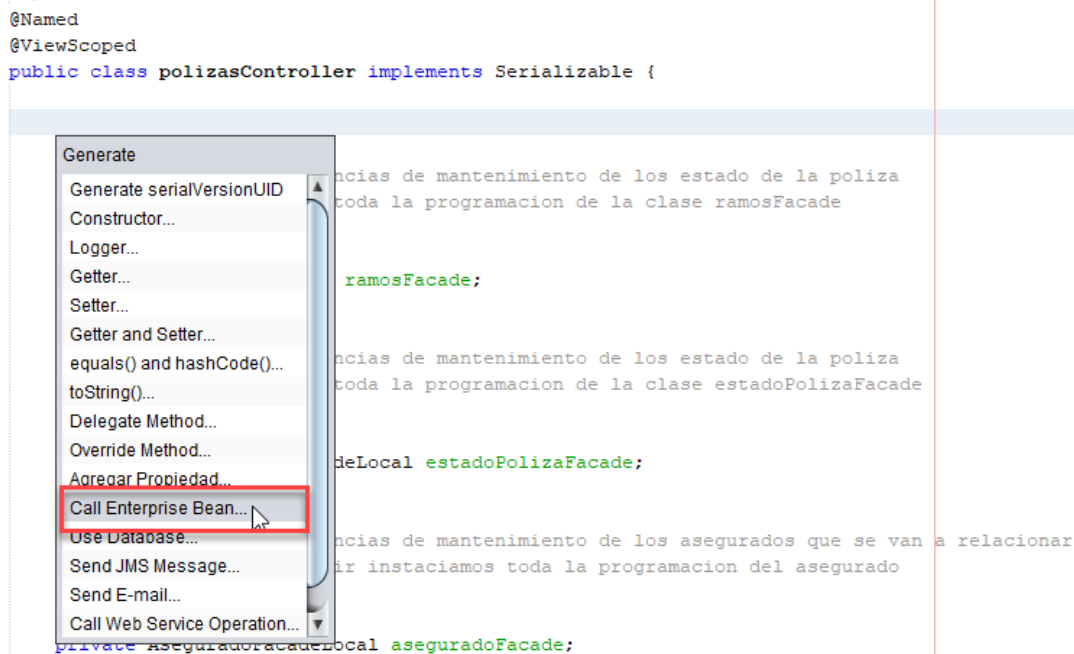 @Named
@ViewScoped
public class polizasController implements Serializable {
Generate
Generate serialVersionUID
Constructor...
Logger...
Getter...
Setter...
Getter and Setter...
equals() and hashCode()...
toString()...
Delegate Method...
Override Method...
Agregar Propiedad...
Call Enterprise Bean...
Use Database...
Send JMS Message...
Send E-mail...
Call Web Service Operation...
ncias de mantenimiento de los estado de la poliza
toda la programacion de la clase ramosFacade
ramosFacade;
ncias de mantenimiento de los estado de la poliza
toda la programacion de la clase estadoPolizaFacade
deLocal estadoPolizaFacade;
ncias de mantenimiento de los asegurados que se van a relacionar
ir instaciamos toda la programacion del asegurado
private AseguradoFacadeLocal aseguradoFacade;